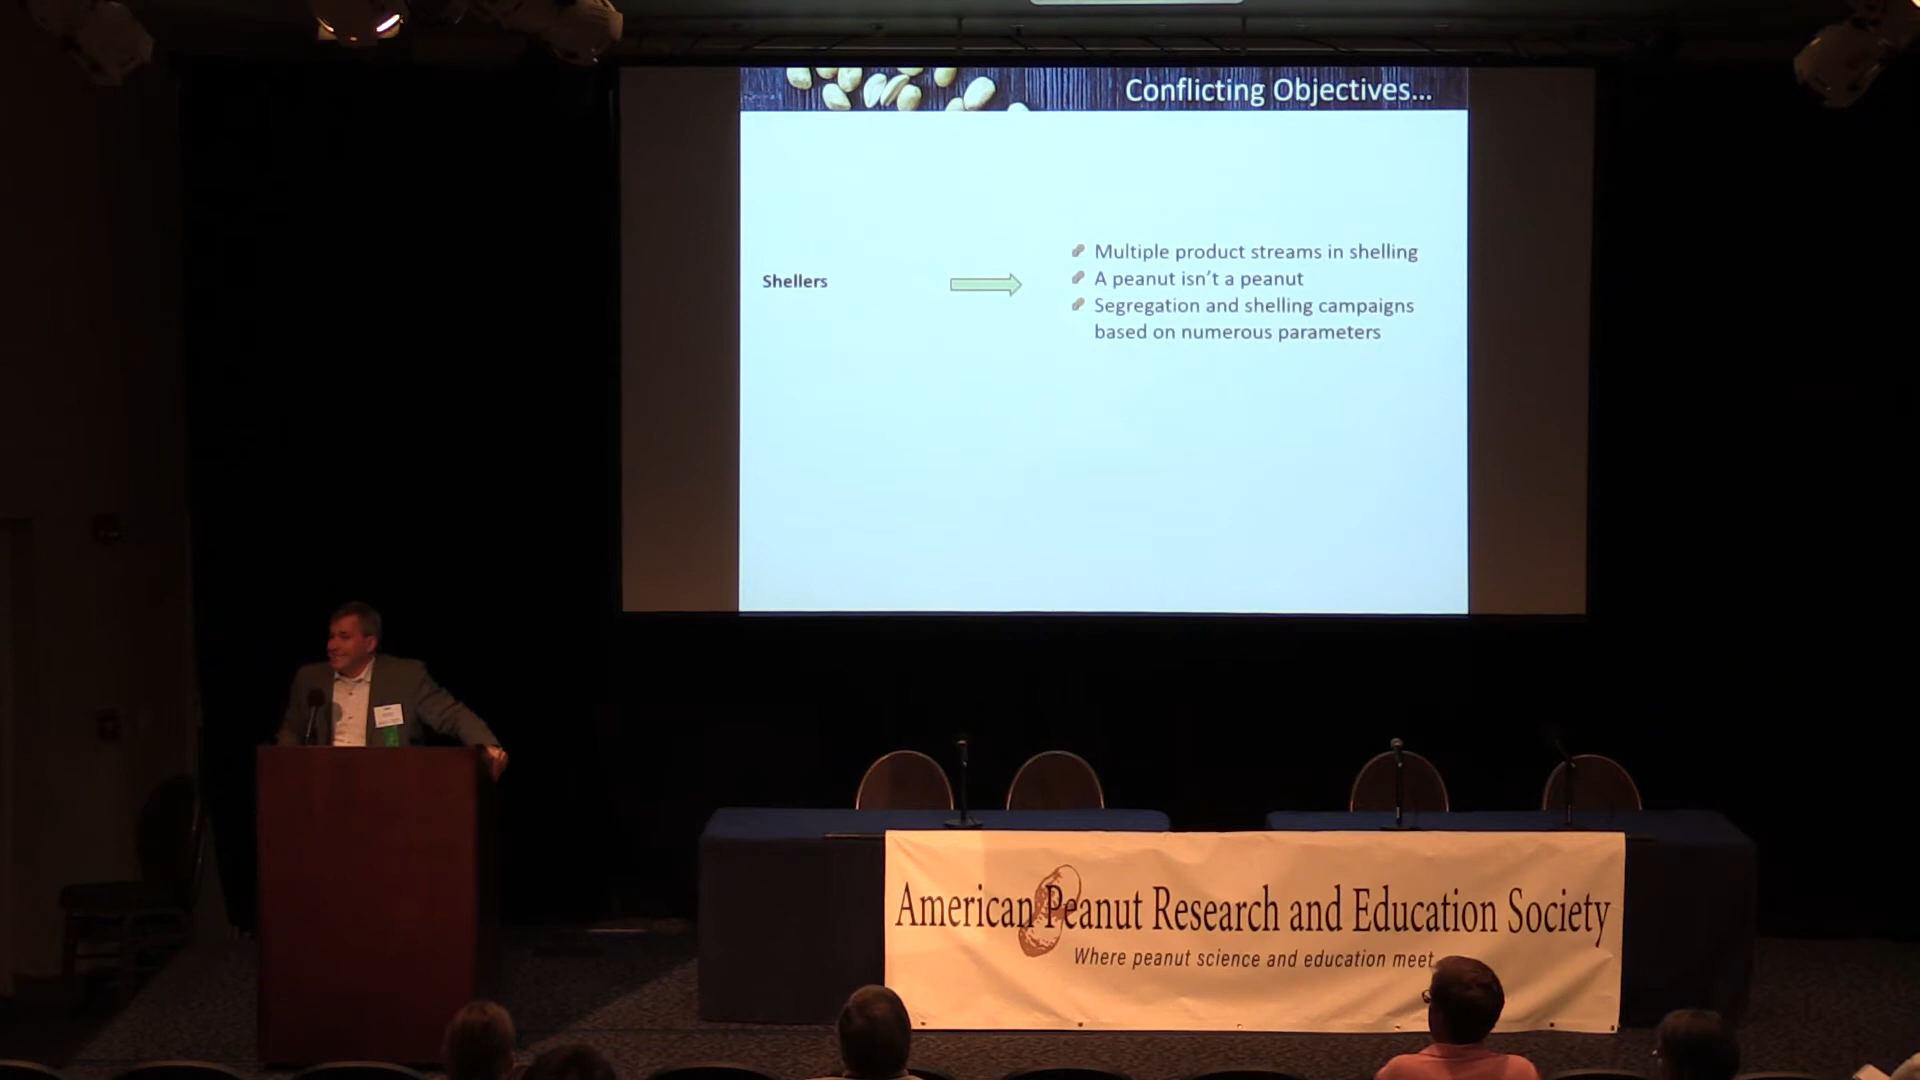 Conflicting Objectives...
Shellers
Multiple product streams in shelling
A peanut isn't a peanut
Segregation and shelling campaigns
based on numerous parameters
American Peanut Research and Education Society
Where peanut science and education meet